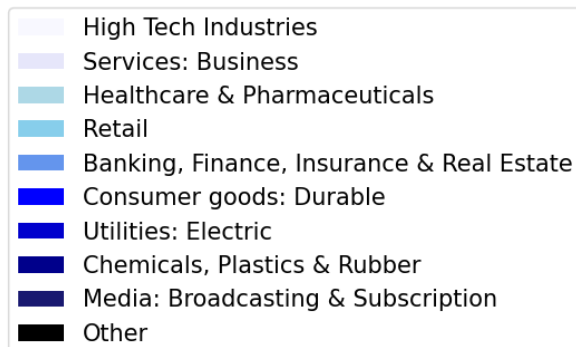 High Tech Industries
Services: Business
Healthcare & Pharmaceuticals
Retail
Banking, Finance, Insurance & Real Estate
Consumer goods: Durable
Utilities: Electric
Chemicals, Plastics & Rubber
Media: Broadcasting & Subscription
Other